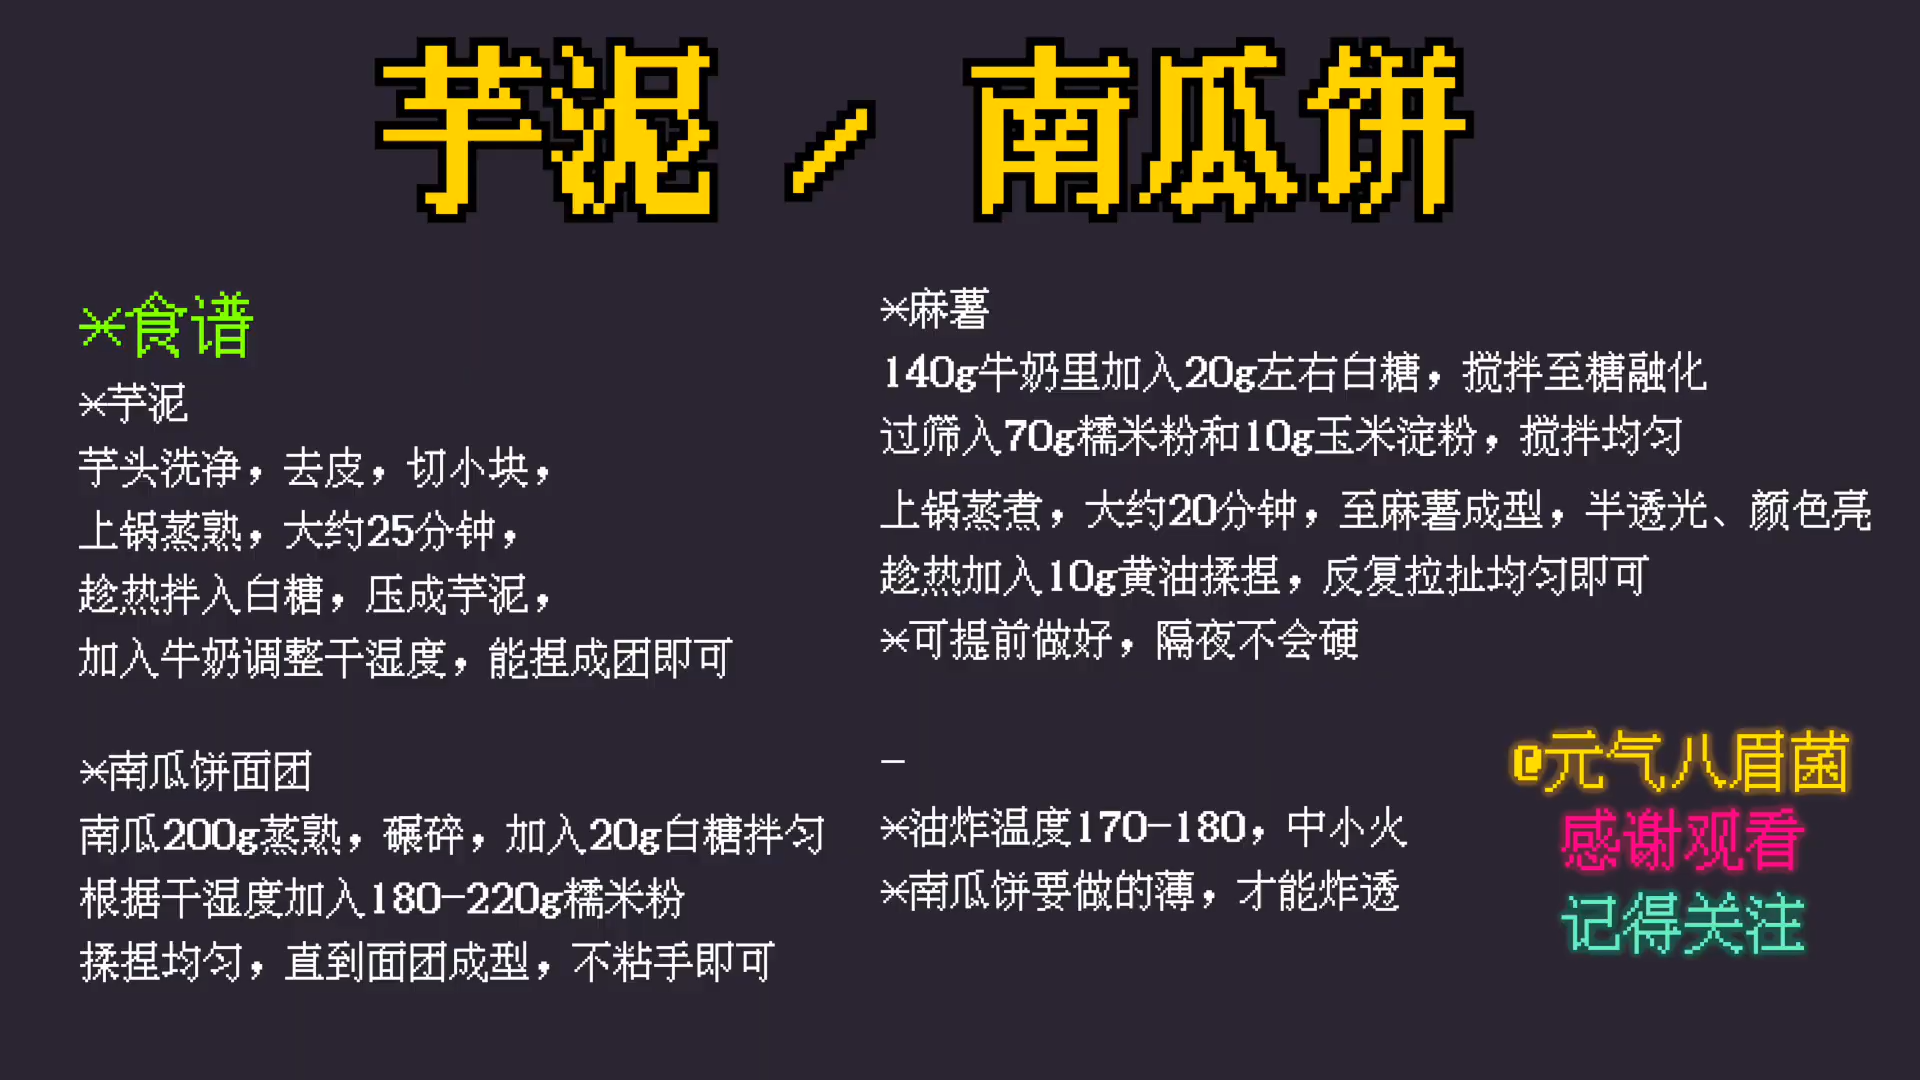 芋泥 / 南瓜饼
※食谱
※芋泥
芋头洗净，去皮，切小块，
上锅蒸熟，大约25分钟，
趁热拌入白糖，压成芋泥，
加入牛奶调整干湿度，能捏成团即可
※南瓜饼面团
南瓜200g蒸熟，碾碎，加入20g白糖拌匀
根据干湿度加入180-220g糯米粉
揉捏均匀，直到面团成型，不粘手即可
※麻薯
140g牛奶里加入20g左右白糖，搅拌至糖融化
过筛入70g糯米粉和10g玉米淀粉，搅拌均匀
上锅蒸煮，大约20分钟，至麻薯成型，半透光、颜色亮
趁热加入10g黄油揉捏，反复拉扯均匀即可
※可提前做好，隔夜不会硬
-
※油炸温度170-180，中小火
※南瓜饼要做的薄，才能炸透
@元气八眉菌
感谢观看
记得关注